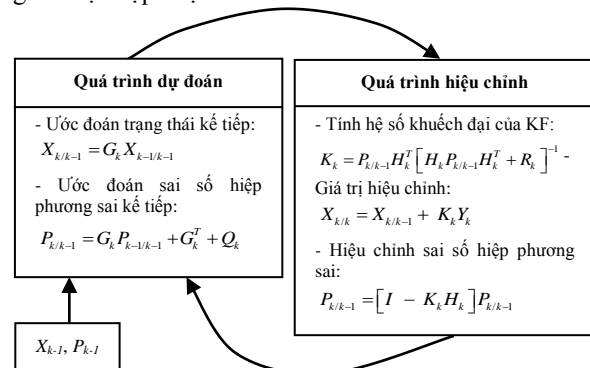 Quá trình dự đoán
- Ước đoán trạng thái kế tiếp:
X_{k/k-1} = G_k X_{k-1/k-1}
- Ước đoán sai số hiệp
phương sai kế tiếp:
P_{k/k-1} = G_k P_{k-1/k-1} + G_k^T + Q_k
X_{k-1}, P_{k-1}
Quá trình hiệu chỉnh
- Tính hệ số khuếch đại của KF:
K_k = P_{k/k-1} H_k^T [H_k P_{k/k-1} H_k^T + R_k]^{-1} -
Giá trị hiệu chỉnh:
X_{k/k} = X_{k/k-1} + K_k Y_k
- Hiệu chỉnh sai số hiệp phương
sai:
P_{k/k-1} = [I - K_k H_k] P_{k/k-1}